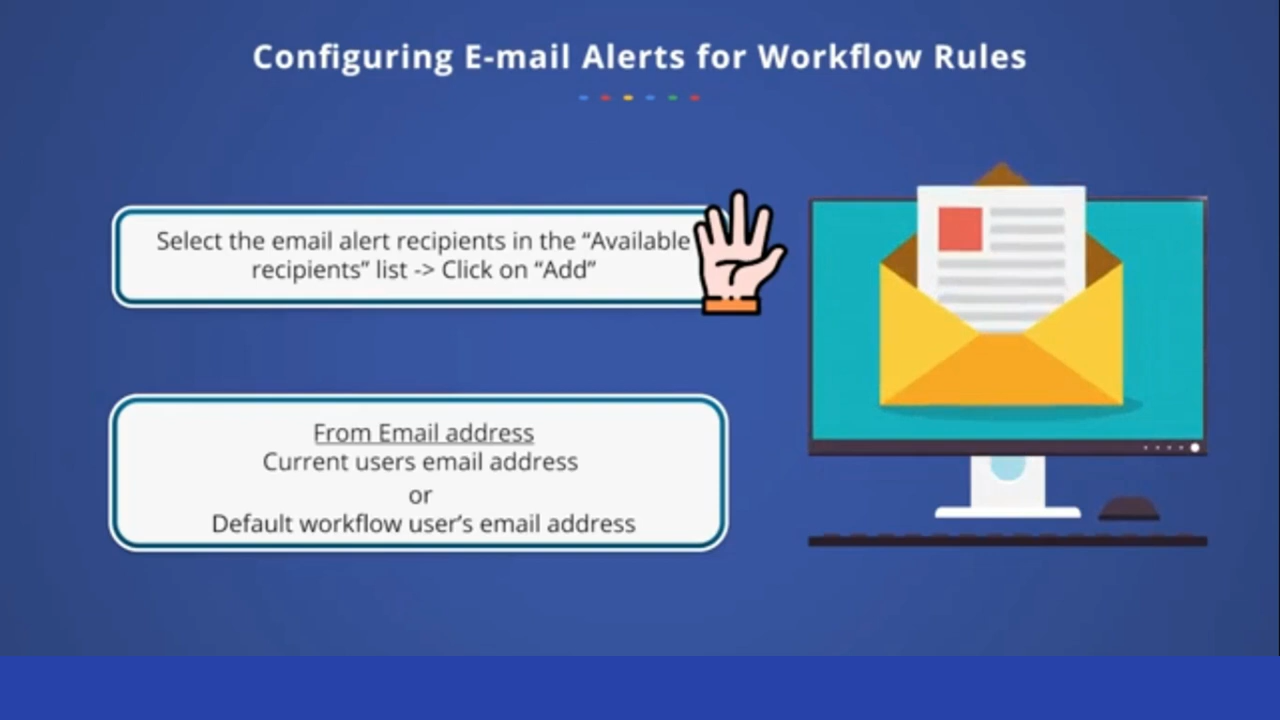 Configuring E-mail Alerts for Workflow Rules
Select the email alert recipients in the “Available
recipients” list -> Click on “Add”
From Email address
Current users email address
or
Default workflow user’s email address